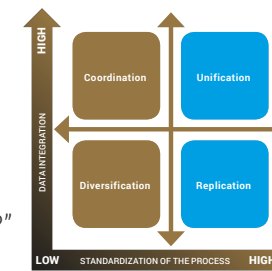 HIGH
Coordination
Unification
DATA INTEGRATION
Diversification
Replication
"
LOW
STANDARDIZATION OF THE PROCESS
HIGH